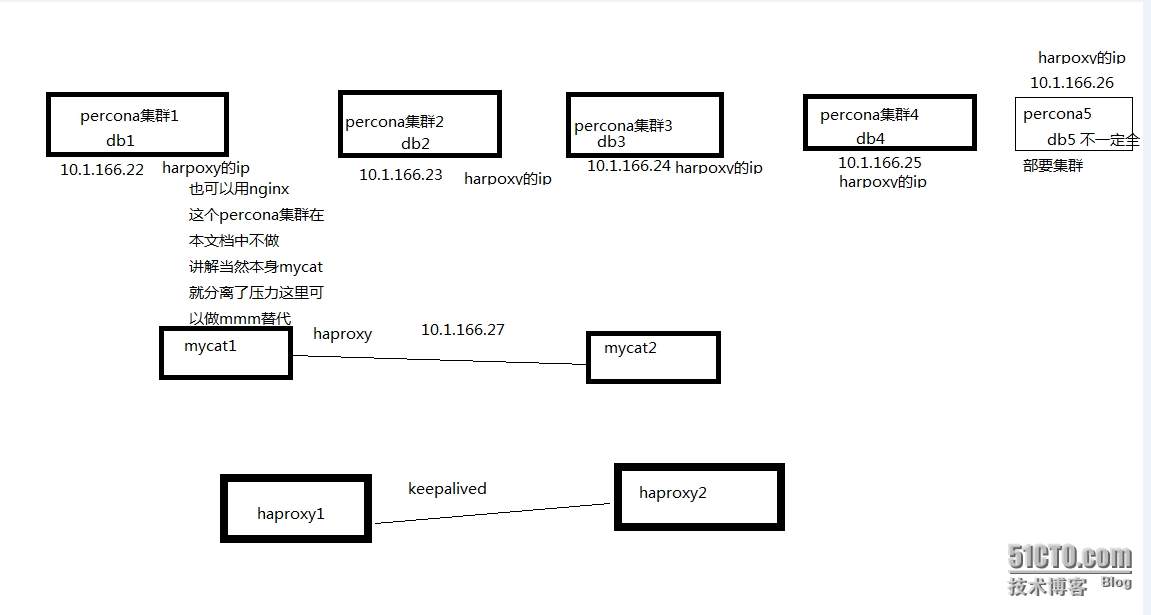 harpoxy的ip
10.1.166.26
percona集群1
db1
percona集群2
db2
percona集群3
db3
percona集群4
db4
percona5
db5 不一定全
部要集群
10.1.166.22
harpoxy的ip
10.1.166.23
harpoxy的ip
10.1.166.24
harpoxy的ip
10.1.166.25
harpoxy的ip
也可以用nginx
这个percona集群在
本文档中不做
讲解当然本身mycat
就分离了压力这里可
以做mmm替代
mycat1
haproxy
10.1.166.27
mycat2
haproxy1
keepalived
haproxy2
51CTO.com
技术博客
Blog